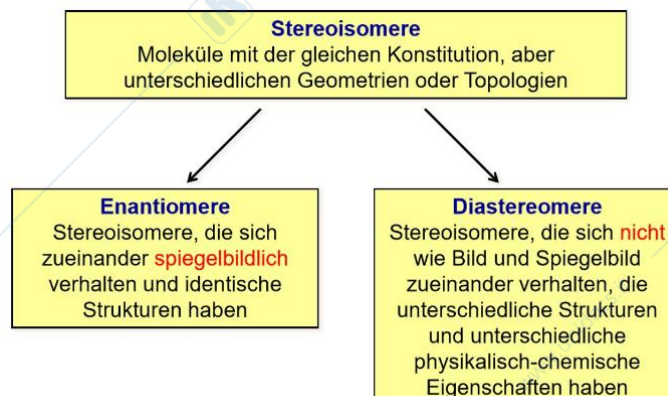 Stereoisomere
Moleküle mit der gleichen Konstitution, aber
unterschiedlichen Geometrien oder Topologien
Enantiomere
Stereoisomere, die sich
zueinander spiegelbildlich
verhalten und identische
Strukturen haben
Diastereomere
Stereoisomere, die sich nicht
wie Bild und Spiegelbild
zueinander verhalten, die
unterschiedliche Strukturen
und unterschiedliche
physikalisch-chemische
Eigenschaften haben